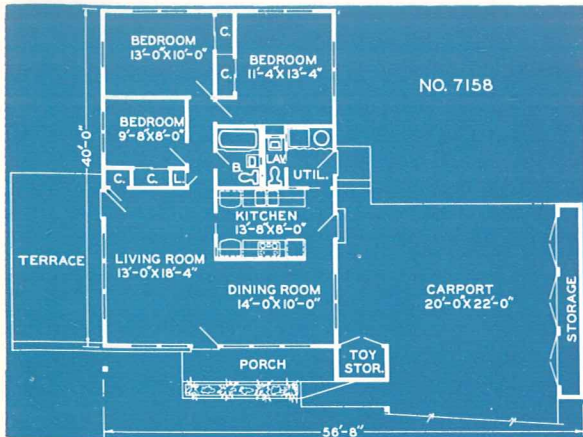 BEDROOM
13'-0"X10'-0"
C.
C.
BEDROOM
11'-4"X13'-4"
NO. 7158
BEDROOM
9'-8"X8'-0"
40'-0"
B.
LAV.
UTIL.
C.
C.
L.
KITCHEN
13'-8"X8'-0"
TERRACE
LIVING ROOM
13'-0"X18'-4"
DINING ROOM
14'-0"X10'-0"
CARPORT
20'-0"X22'-0"
STORAGE
PORCH
TOY
STOR.
56'-8"